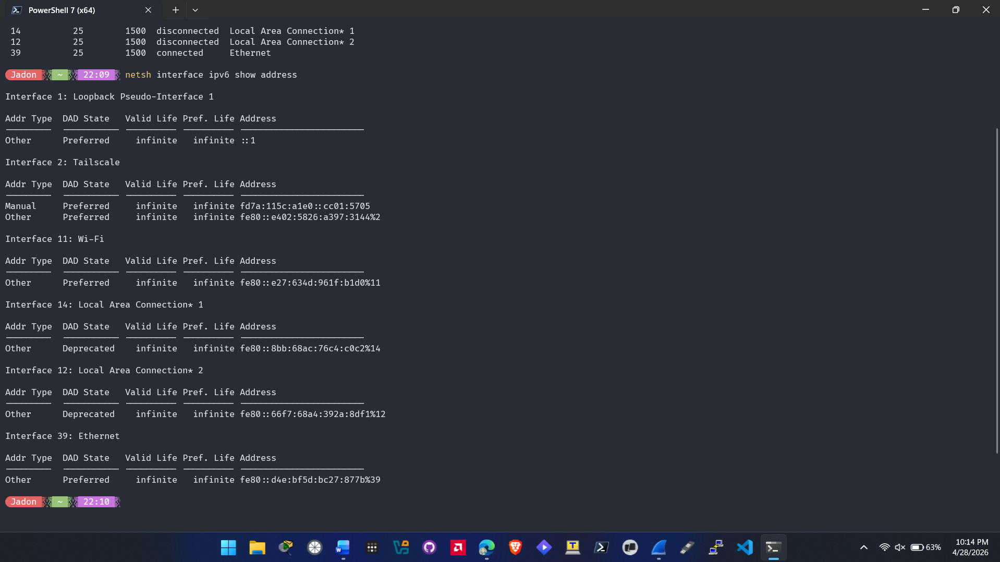 PowerShell 7 (x64)
14          25        1500  disconnected  Local Area Connection* 1
12          25        1500  disconnected  Local Area Connection* 2
39          25        1500  connected     Ethernet
Jadon ~ 22:09 netsh interface ipv6 show address
Interface 1: Loopback Pseudo-Interface 1
Addr Type  DAD State   Valid Life Pref. Life Address
---------  ----------- ---------- ---------- ------------------------
Other      Preferred     infinite   infinite ::1
Interface 2: Tailscale
Addr Type  DAD State   Valid Life Pref. Life Address
---------  ----------- ---------- ---------- ------------------------
Manual     Preferred     infinite   infinite fd7a:115c:a1e0::cc01:5705
Other      Preferred     infinite   infinite fe80::e402:5826:a397:3144%2
Interface 11: Wi-Fi
Addr Type  DAD State   Valid Life Pref. Life Address
---------  ----------- ---------- ---------- ------------------------
Other      Preferred     infinite   infinite fe80::e27:634d:961f:b1d0%11
Interface 14: Local Area Connection* 1
Addr Type  DAD State   Valid Life Pref. Life Address
---------  ----------- ---------- ---------- ------------------------
Other      Deprecated    infinite   infinite fe80::8bb:68ac:76c4:c0c2%14
Interface 12: Local Area Connection* 2
Addr Type  DAD State   Valid Life Pref. Life Address
---------  ----------- ---------- ---------- ------------------------
Other      Deprecated    infinite   infinite fe80::66f7:68a4:392a:8df1%12
Interface 39: Ethernet
Addr Type  DAD State   Valid Life Pref. Life Address
---------  ----------- ---------- ---------- ------------------------
Other      Preferred     infinite   infinite fe80::d4e:bf5d:bc27:877b%39
Jadon ~ 22:10
63%
10:14 PM
4/28/2026